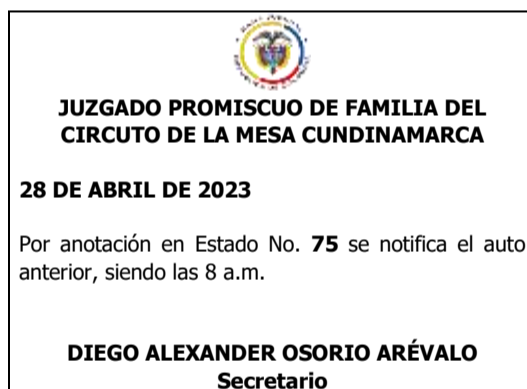 JUZGADO PROMISCUO DE FAMILIA DEL
CIRCUTO DE LA MESA CUNDINAMARCA
28 DE ABRIL DE 2023
Por anotación en Estado No. 75 se notifica el auto
anterior, siendo las 8 a.m.
DIEGO ALEXANDER OSORIO ARÉVALO
Secretario